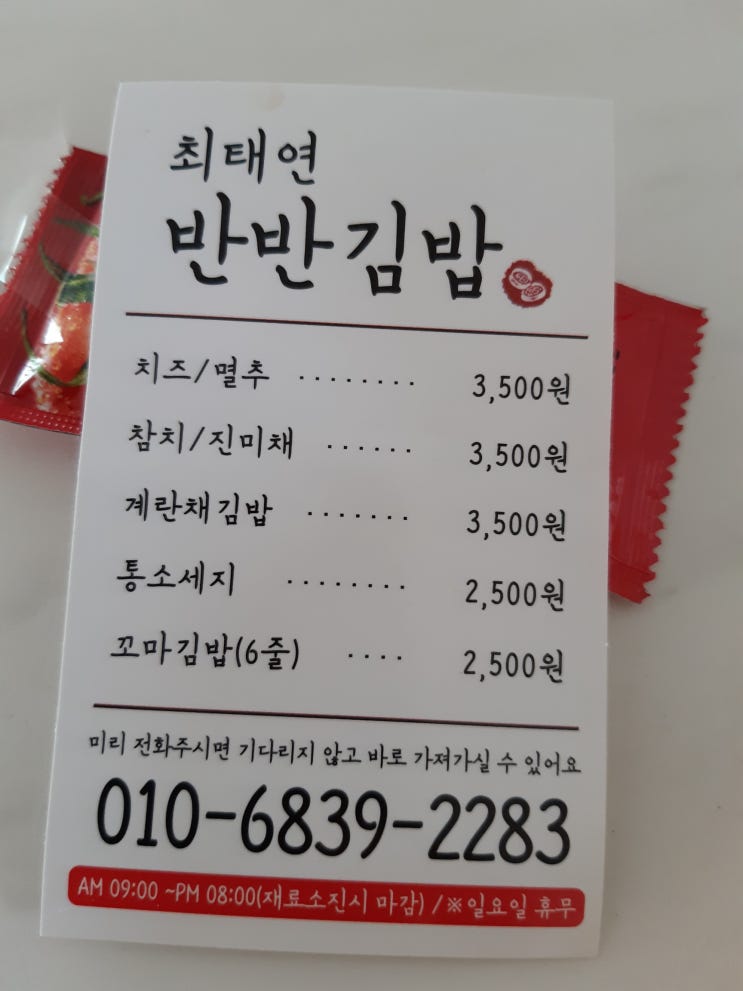 최태연
반반김밥
치즈/멸추 ········ 3,500원
참치/진미채 ······ 3,500원
계란채김밥 ······· 3,500원
통소세지 ········ 2,500원
꼬마김밥(6줄) ···· 2,500원
미리 전화주시면 기다리지 않고 바로 가져가실 수 있어요
010-6839-2283
AM 09:00 ~PM 08:00(재료소진시 마감) /※일요일 휴무